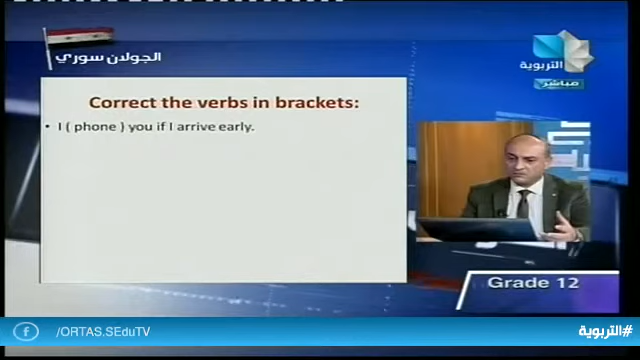 الجولان سوري
التربوية
مباشر
Correct the verbs in brackets:
• I ( phone ) you if I arrive early.
Grade 12
f /ORTAS.SEduTV
#التربوية